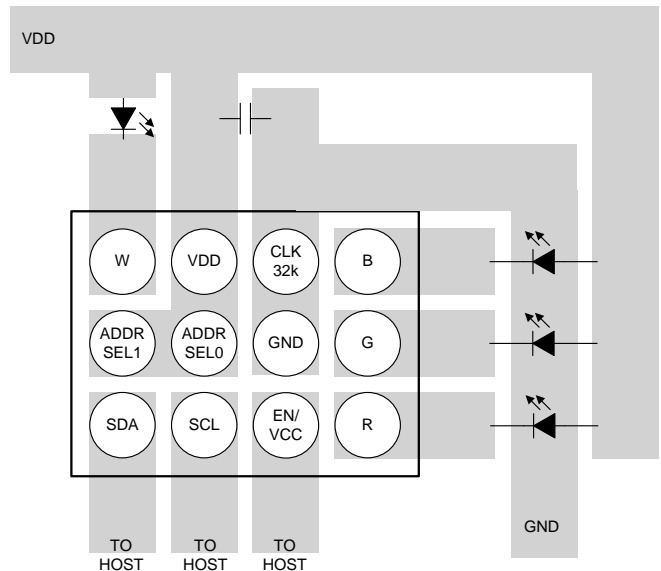 VDD
W
VDD
CLK
32k
B
ADDR
SEL1
ADDR
SEL0
GND
G
SDA
SCL
EN/
VCC
R
GND
TO
HOST
TO
HOST
TO
HOST